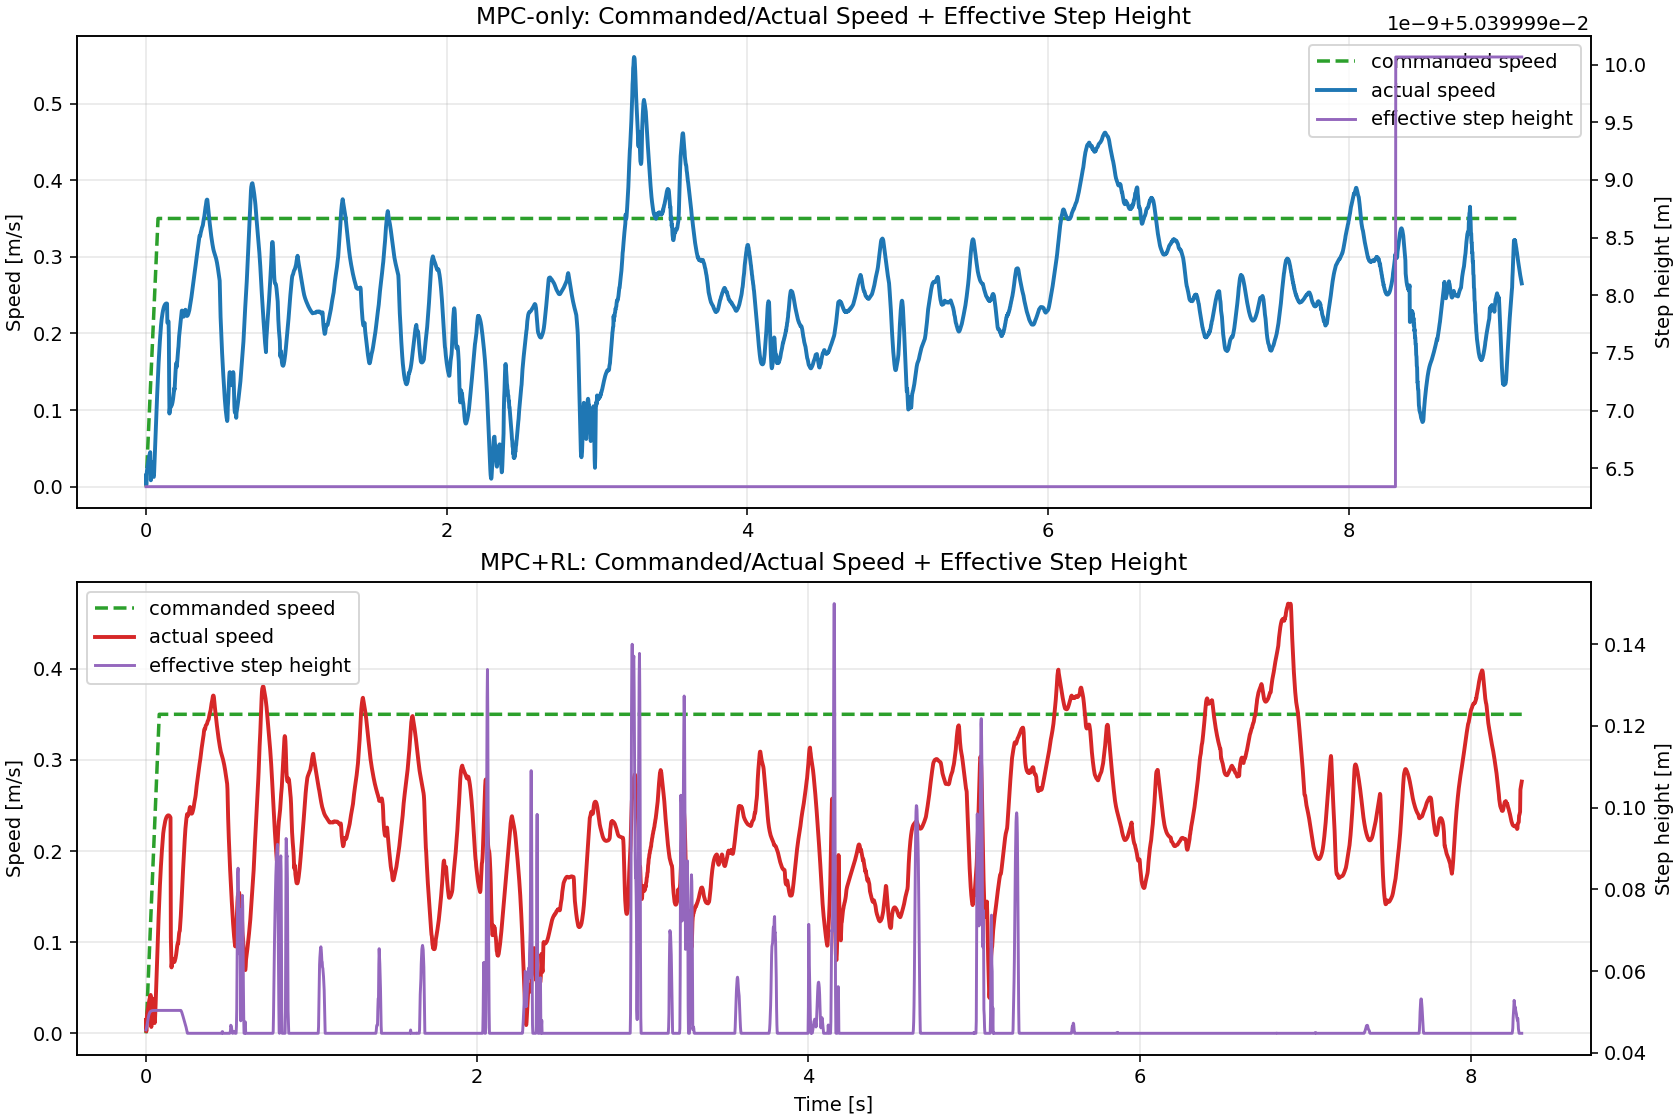 MPC-only: Commanded/Actual Speed + Effective Step Height
1e−9+5.039999e−2
commanded speed
actual speed
effective step height
Speed [m/s]
0.5
0.4
0.3
0.2
0.1
0.0
10.0
9.5
9.0
8.5
8.0
7.5
7.0
6.5
Step height [m]
0 2 4 6 8
MPC+RL: Commanded/Actual Speed + Effective Step Height
commanded speed
actual speed
effective step height
Speed [m/s]
0.4
0.3
0.2
0.1
0.0
0.14
0.12
0.10
0.08
0.06
0.04
Step height [m]
0 2 4 6 8
Time [s]